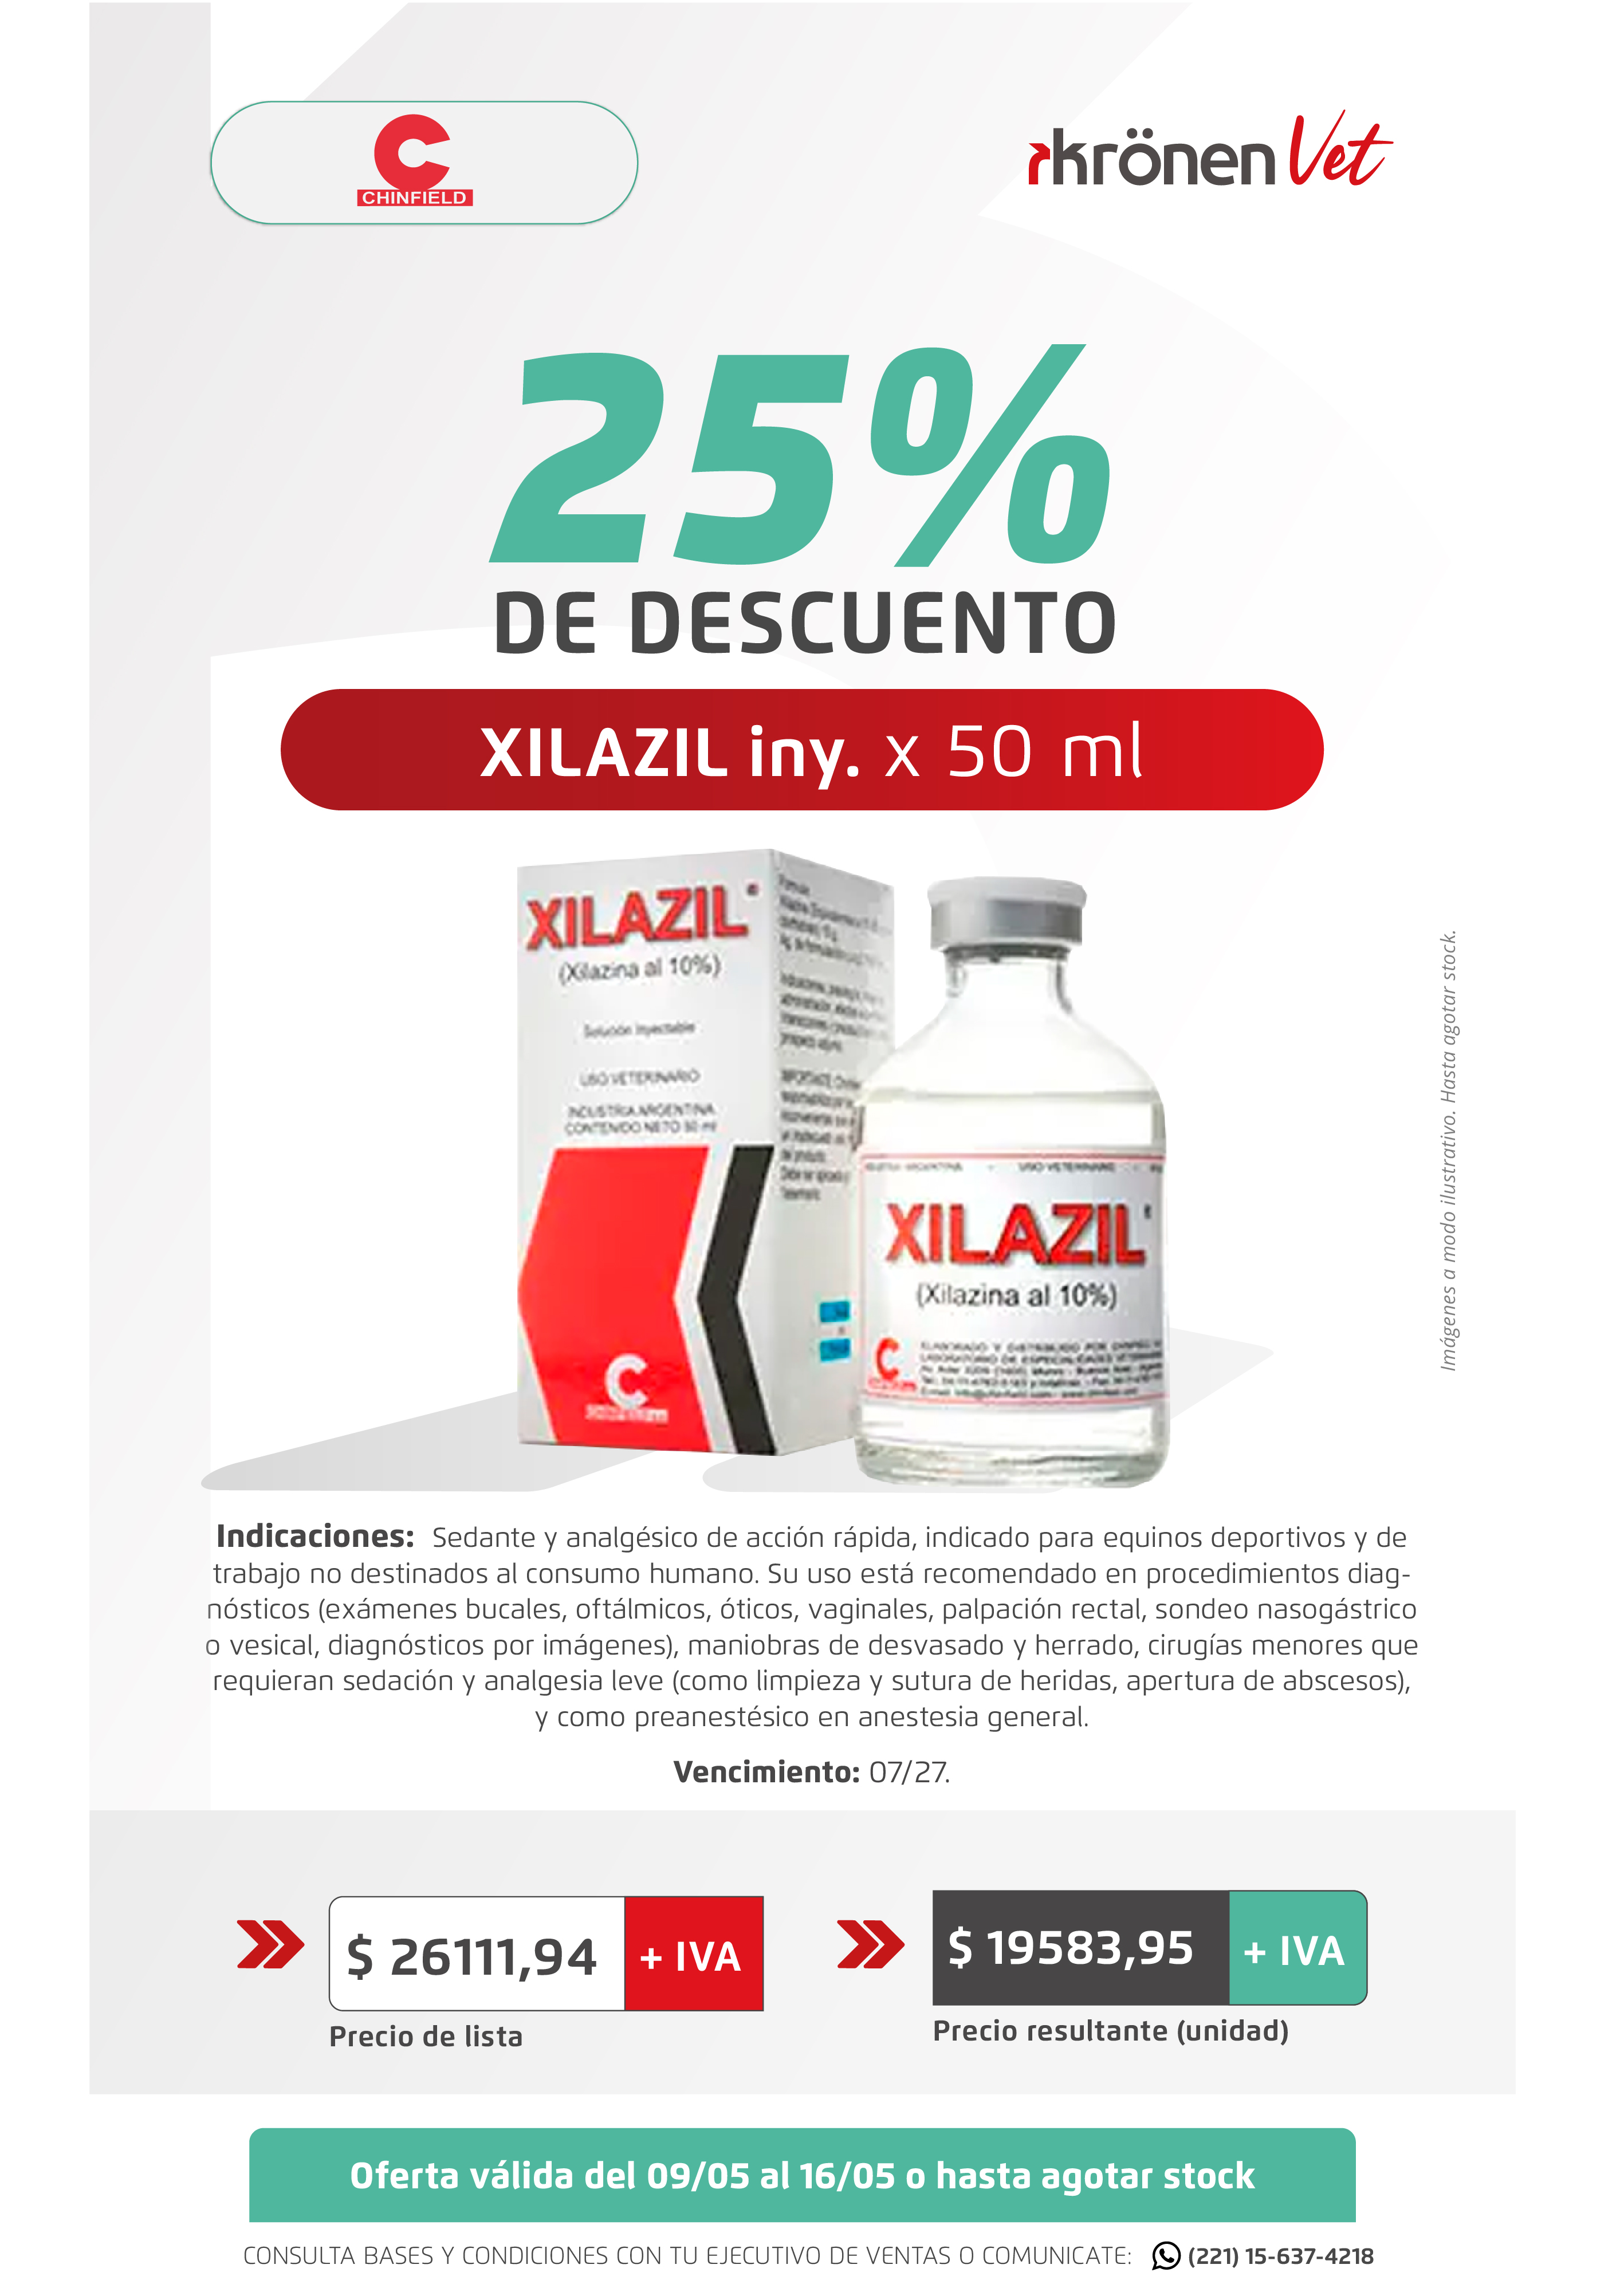 CHINFIELD
krönen Vet
25%
DE DESCUENTO
XILAZIL iny. x 50 ml
XILAZIL®
(Xilazina al 10%)
Solución Inyectable
USO VETERINARIO
INDUSTRIA ARGENTINA
CONTENIDO NETO 50 ml
USO VETERINARIO
XILAZIL®
(Xilazina al 10%)
Imágenes a modo ilustrativo. Hasta agotar stock.
Indicaciones: Sedante y analgésico de acción rápida, indicado para equinos deportivos y de
trabajo no destinados al consumo humano. Su uso está recomendado en procedimientos diag-
nósticos (exámenes bucales, oftálmicos, óticos, vaginales, palpación rectal, sondeo nasogástrico
o vesical, diagnósticos por imágenes), maniobras de desvasado y herrado, cirugías menores que
requieran sedación y analgesia leve (como limpieza y sutura de heridas, apertura de abscesos),
y como preanestésico en anestesia general.
Vencimiento: 07/27.
$ 26111,94 + IVA
Precio de lista
$ 19583,95 + IVA
Precio resultante (unidad)
Oferta válida del 09/05 al 16/05 o hasta agotar stock
CONSULTA BASES Y CONDICIONES CON TU EJECUTIVO DE VENTAS O COMUNICATE: (221) 15-637-4218